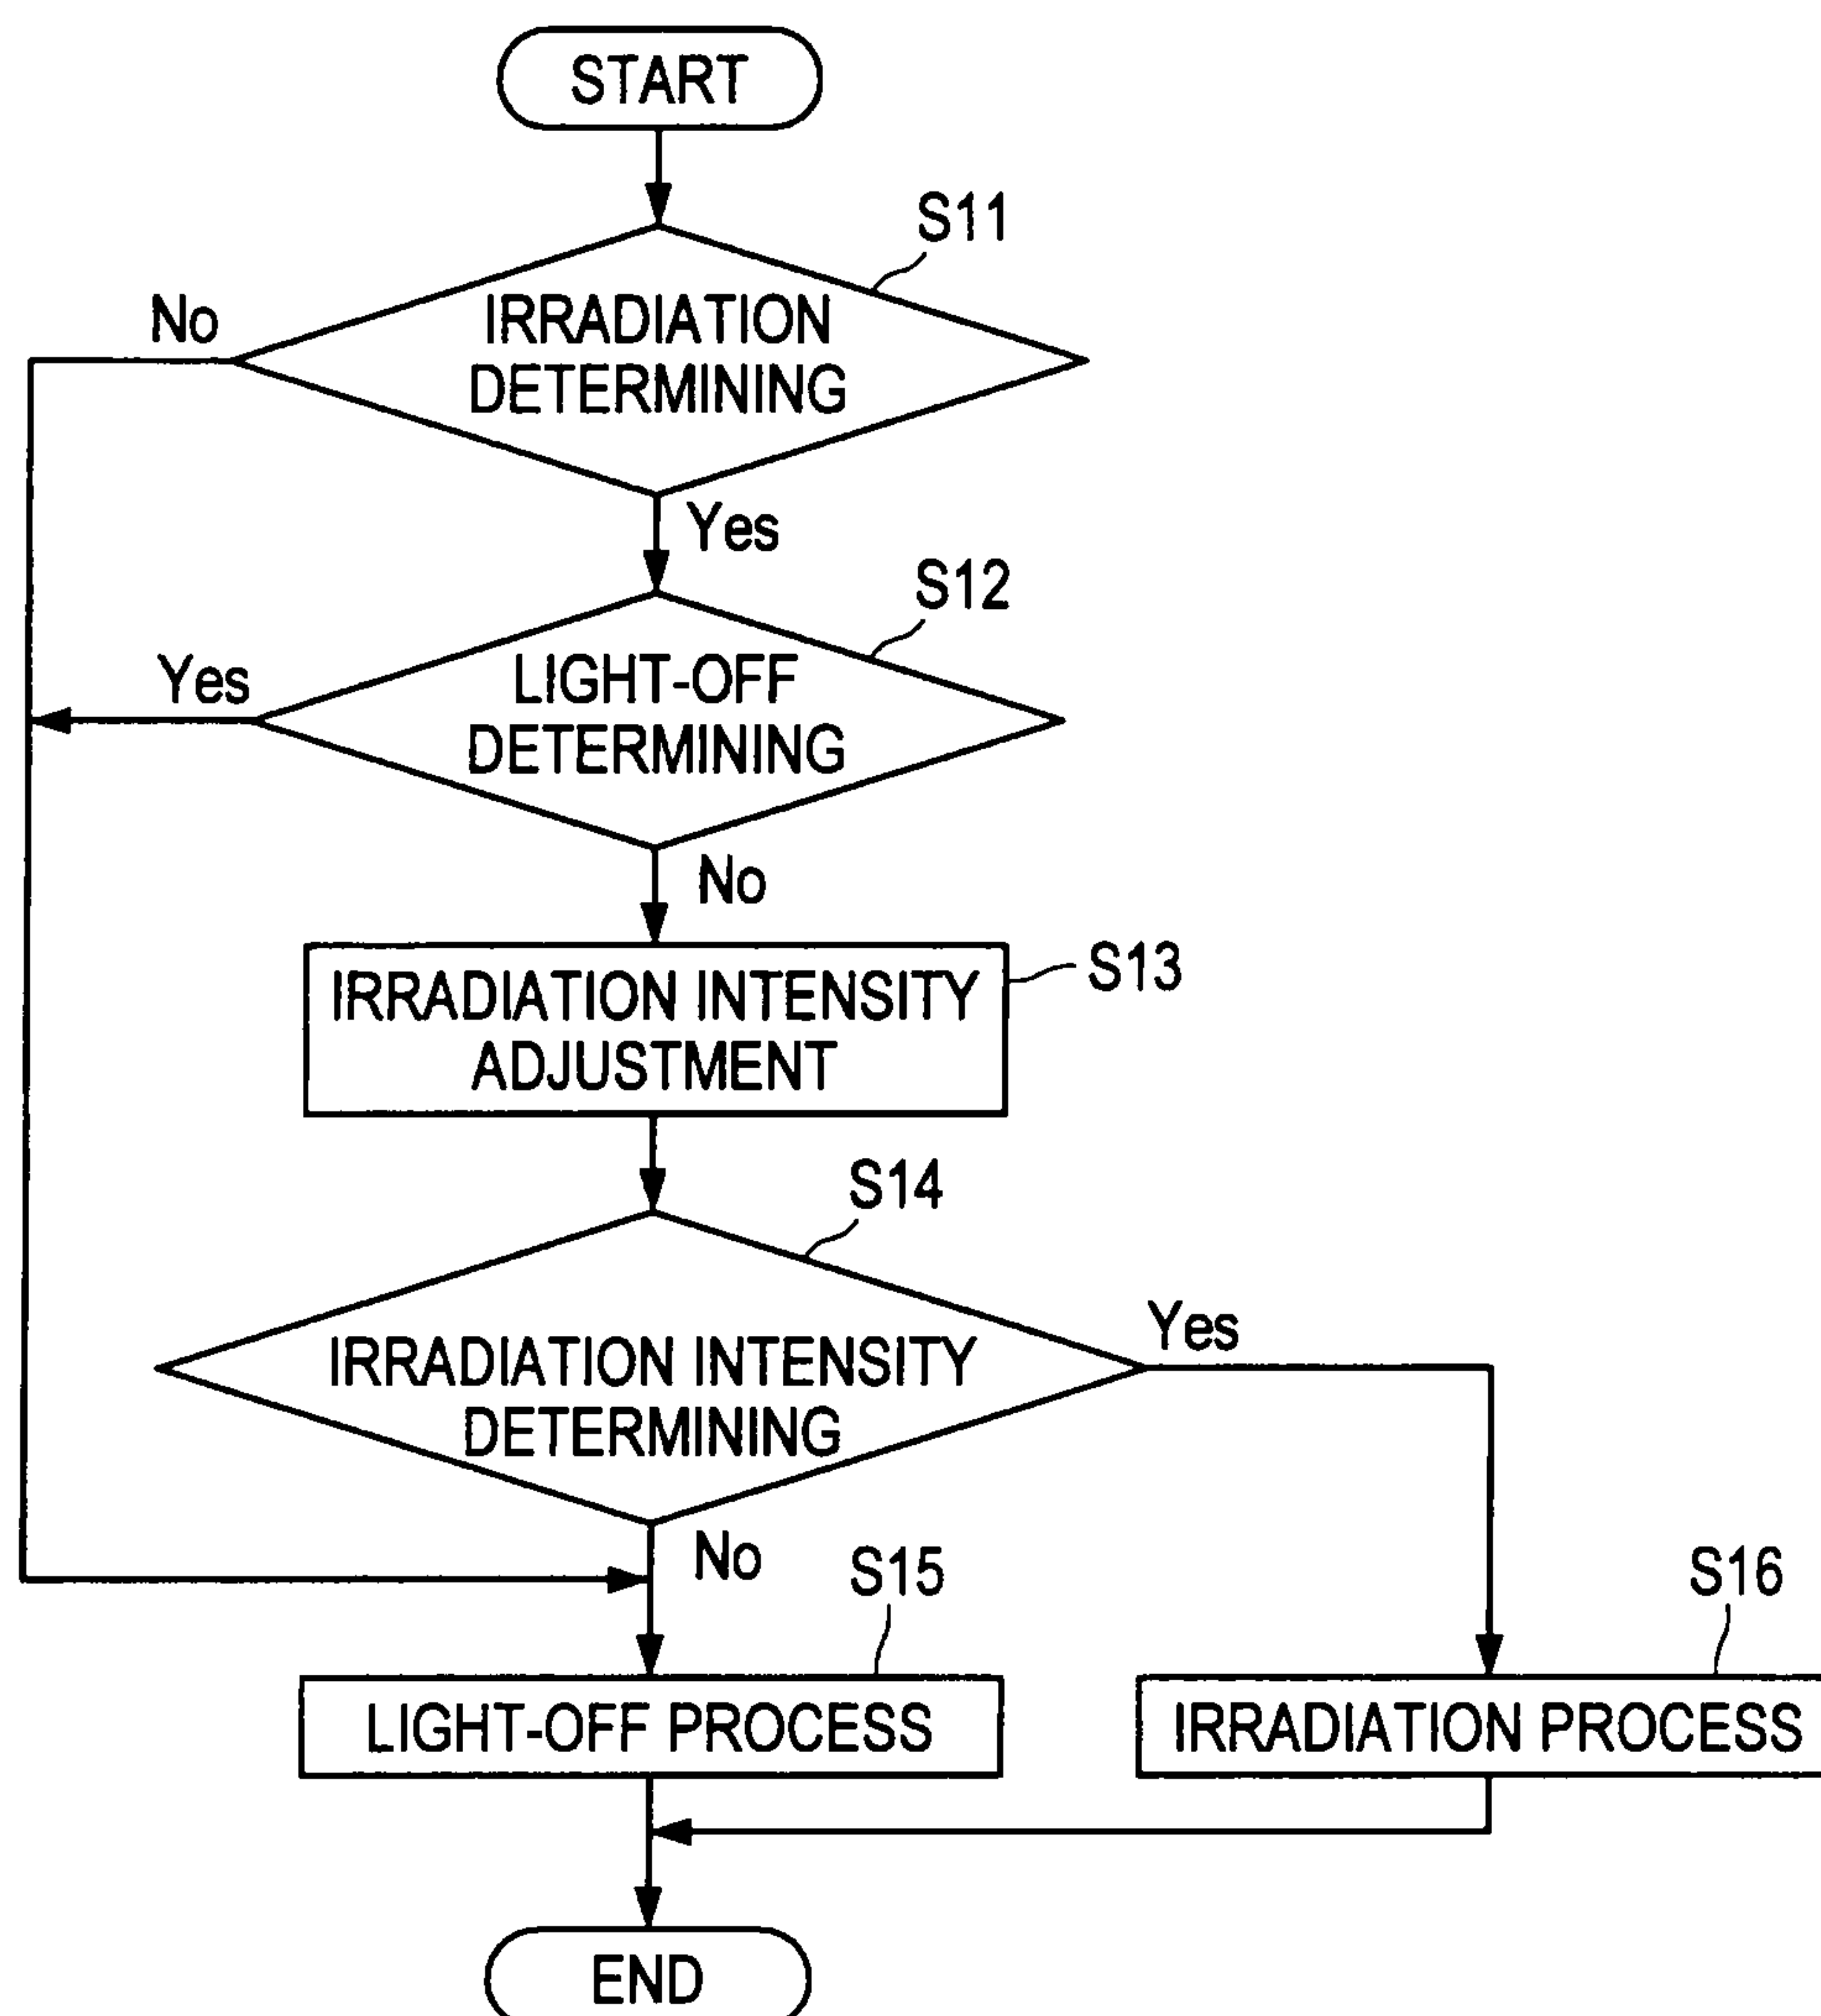 START
S11
No
IRRADIATION
DETERMINING
Yes
S12
Yes
LIGHT-OFF
DETERMINING
No
IRRADIATION INTENSITY
ADJUSTMENT
S13
S14
Yes
IRRADIATION INTENSITY
DETERMINING
No
S15
S16
LIGHT-OFF PROCESS
IRRADIATION PROCESS
END